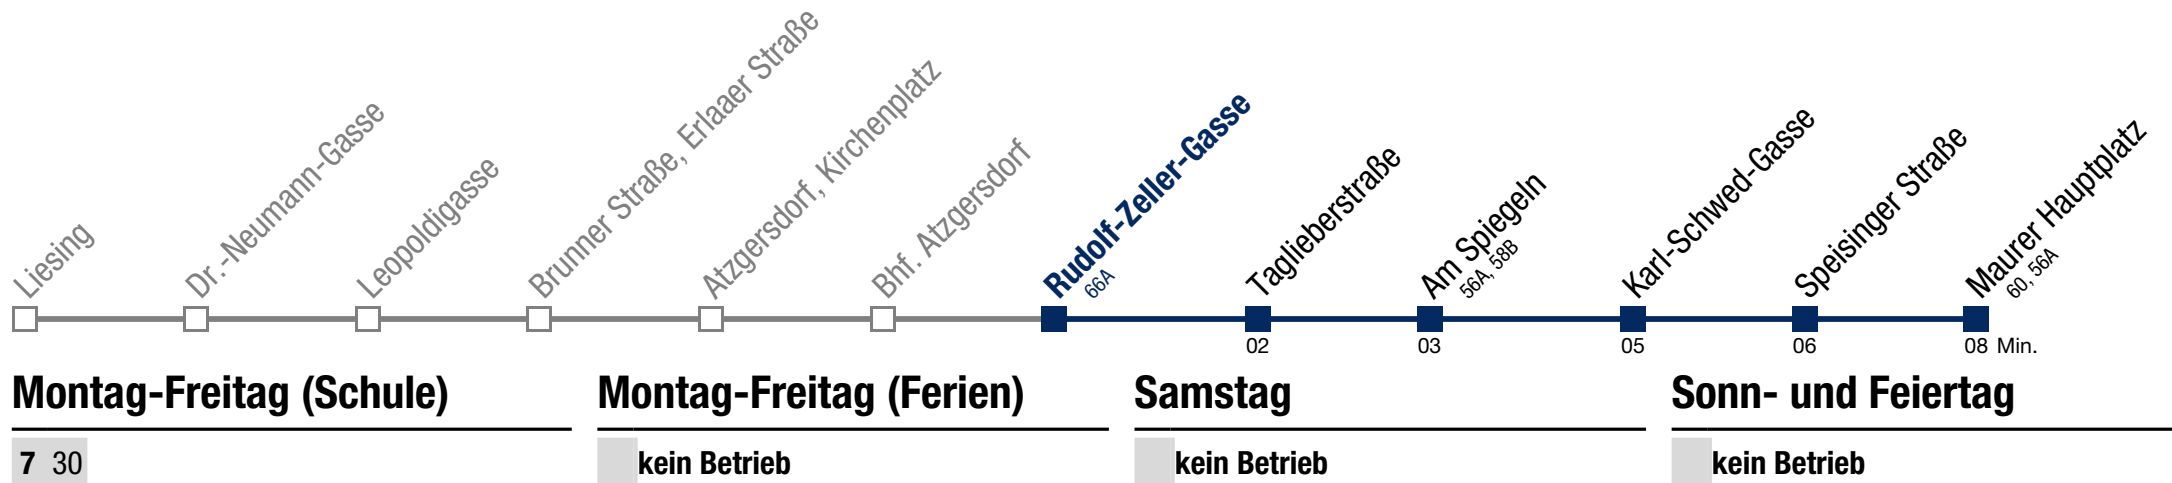 Liesing
Dr.-Neumann-Gasse
Leopoldigasse
Brunner Straße, Erlaaer Straße
Atzgersdorf, Kirchenplatz
Bhf. Atzgersdorf
Rudolf-Zeller-Gasse
66A
Taglieberstraße
Am Spiegeln
56A, 58B
Karl-Schwed-Gasse
Speisinger Straße
Maurer Hauptplatz
60, 56A
02 03 05 06 08 Min.
Montag-Freitag (Schule)
7 30
Montag-Freitag (Ferien)
kein Betrieb
Samstag
kein Betrieb
Sonn- und Feiertag
kein Betrieb